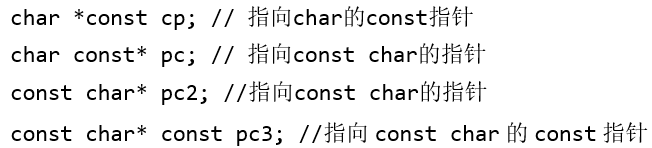 char *const cp; // 指向char的const指针
char const* pc; // 指向const char的指针
const char* pc2; //指向const char的指针
const char* const pc3; //指向 const char 的 const 指针